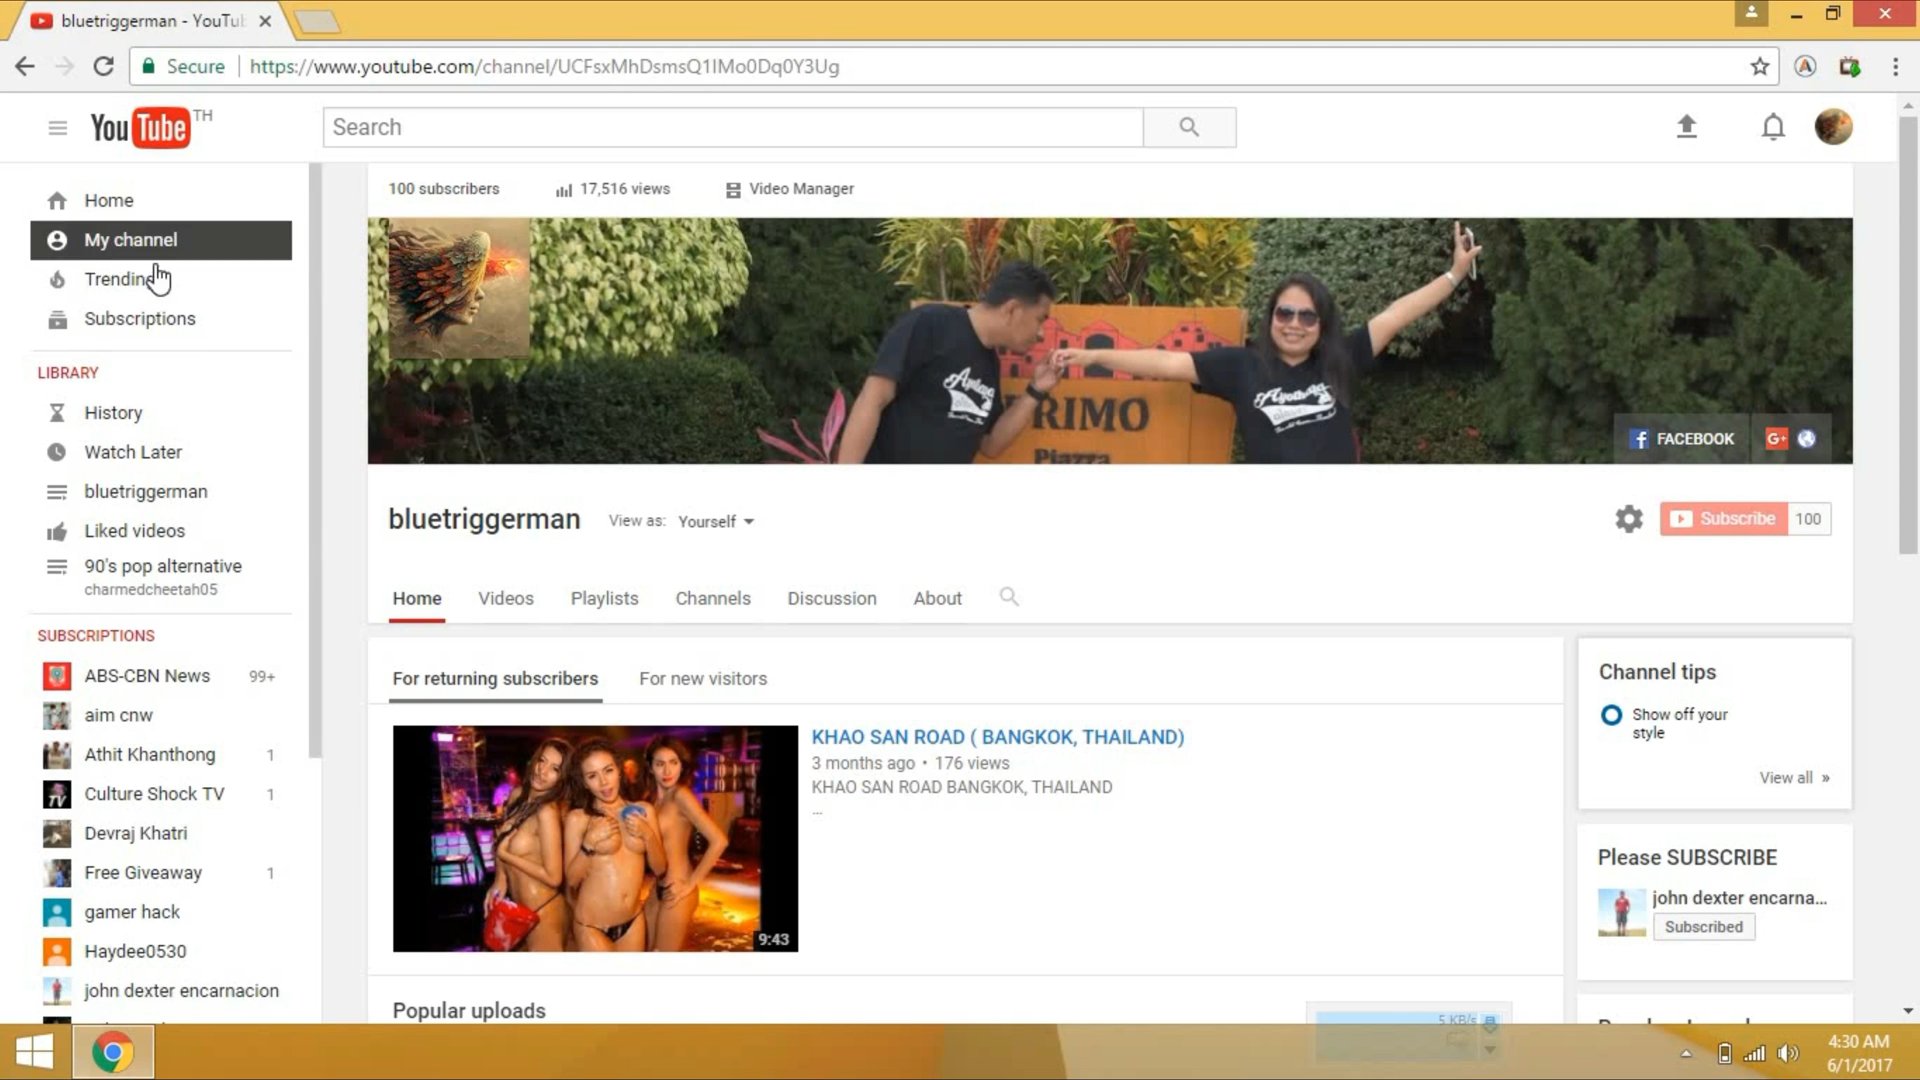 bluetriggerman - YouTu
Secure
https://www.youtube.com/channel/UCFsxMhDsmsQ1IMo0Dq0Y3Ug
YouTube TH
Search
Home
My channel
Trending
Subscriptions
LIBRARY
History
Watch Later
bluetriggerman
Liked videos
90's pop alternative
charmedcheetah05
SUBSCRIPTIONS
ABS-CBN News 99+
aim cnw
Athit Khanthong 1
Culture Shock TV 1
Devraj Khatri
Free Giveaway 1
gamer hack
Haydee0530
john dexter encarnacion
100 subscribers 17,516 views Video Manager
RIMO
Piazza
FACEBOOK G+
bluetriggerman View as: Yourself
Subscribe 100
Home Videos Playlists Channels Discussion About
For returning subscribers For new visitors
KHAO SAN ROAD ( BANGKOK, THAILAND)
3 months ago • 176 views
KHAO SAN ROAD BANGKOK, THAILAND
...
9:43
Popular uploads
Channel tips
Show off your
style
View all »
Please SUBSCRIBE
john dexter encarna...
Subscribed
5 KB/s
4:30 AM
6/1/2017